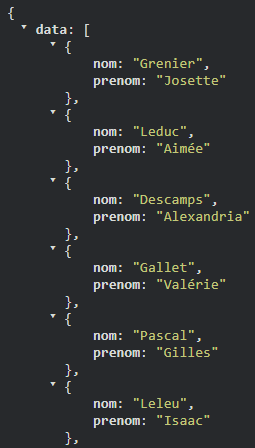 {
data: [
{
nom: "Grenier",
prenom: "Josette"
},
{
nom: "Leduc",
prenom: "Aimée"
},
{
nom: "Descamps",
prenom: "Alexandria"
},
{
nom: "Gallet",
prenom: "Valérie"
},
{
nom: "Pascal",
prenom: "Gilles"
},
{
nom: "Leleu",
prenom: "Isaac"
},